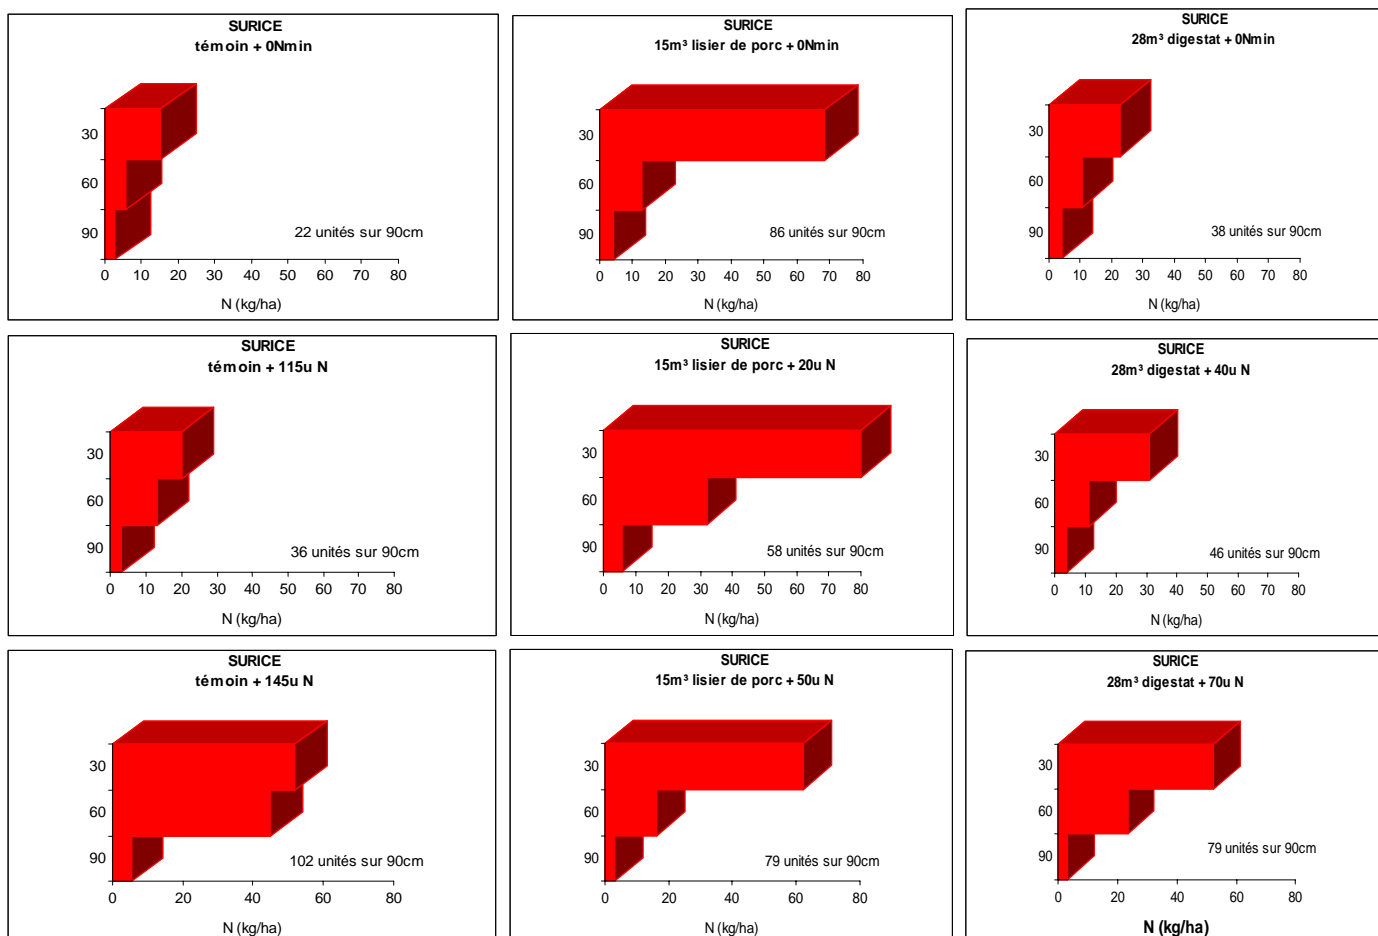 SURICE
témoin + 0Nmin
30
60
90
22 unités sur 90cm
0 10 20 30 40 50 60 70 80
N (kg/ha)
SURICE
15m³ lisier de porc + 0Nmin
30
60
90
86 unités sur 90cm
0 10 20 30 40 50 60 70 80
N (kg/ha)
SURICE
28m³ digestat + 0Nmin
30
60
90
38 unités sur 90cm
0 10 20 30 40 50 60 70 80
N (kg/ha)
SURICE
témoin + 115u N
30
60
90
36 unités sur 90cm
0 10 20 30 40 50 60 70 80
N (kg/ha)
SURICE
15m³ lisier de porc + 20u N
30
60
90
58 unités sur 90cm
0 10 20 30 40 50 60 70 80
N (kg/ha)
SURICE
28m³ digestat + 40u N
30
60
90
46 unités sur 90cm
0 10 20 30 40 50 60 70 80
N (kg/ha)
SURICE
témoin + 145u N
30
60
90
102 unités sur 90cm
0 20 40 60 80
N (kg/ha)
SURICE
15m³ lisier de porc + 50u N
30
60
90
79 unités sur 90cm
0 20 40 60 80
N (kg/ha)
SURICE
28m³ digestat + 70u N
30
60
90
79 unités sur 90cm
0 20 40 60 80
N (kg/ha)